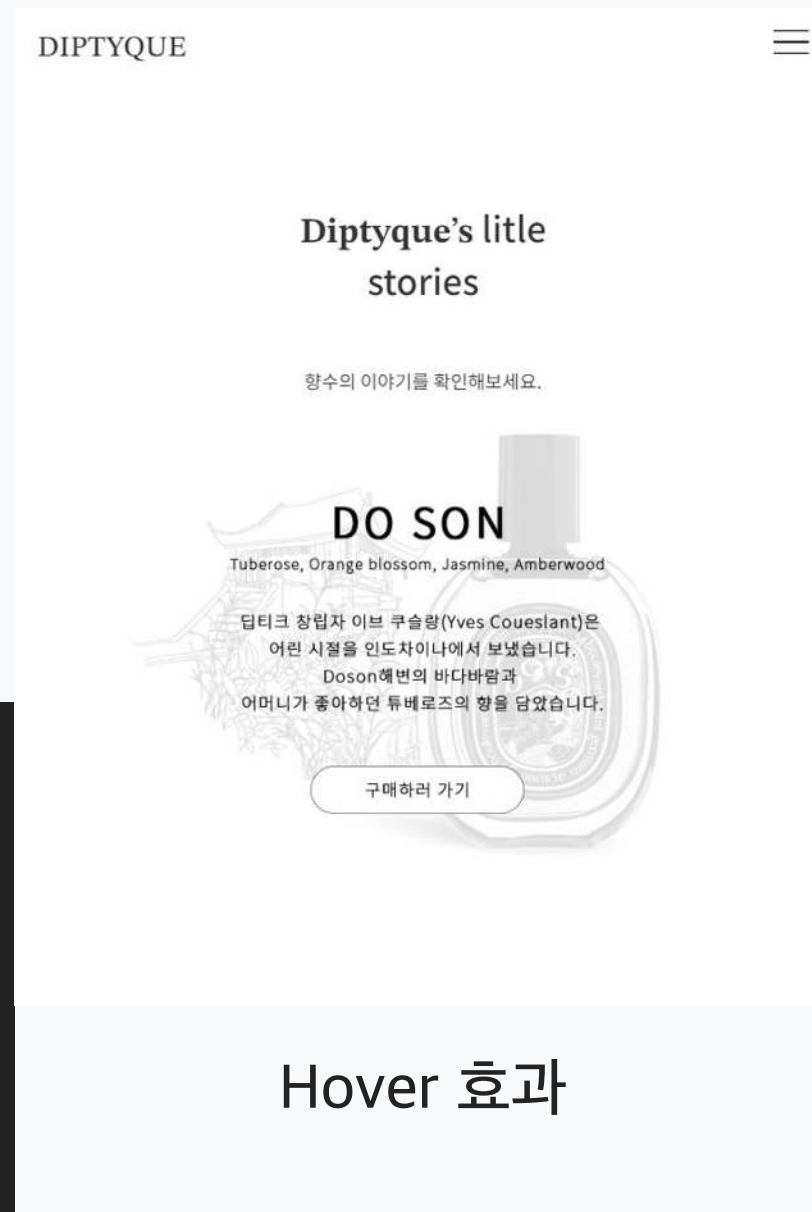 DIPTYQUE
Diptyque’s litle
stories
향수의 이야기를 확인해보세요.
DO SON
Tuberose, Orange blossom, Jasmine, Amberwood
딥티크 창립자 이브 쿠슬랑(Yves Coueslant)은
어린 시절을 인도차이나에서 보냈습니다.
Doson해변의 바다바람과
어머니가 좋아하던 튜베로즈의 향을 담았습니다.
구매하러 가기
Hover 효과